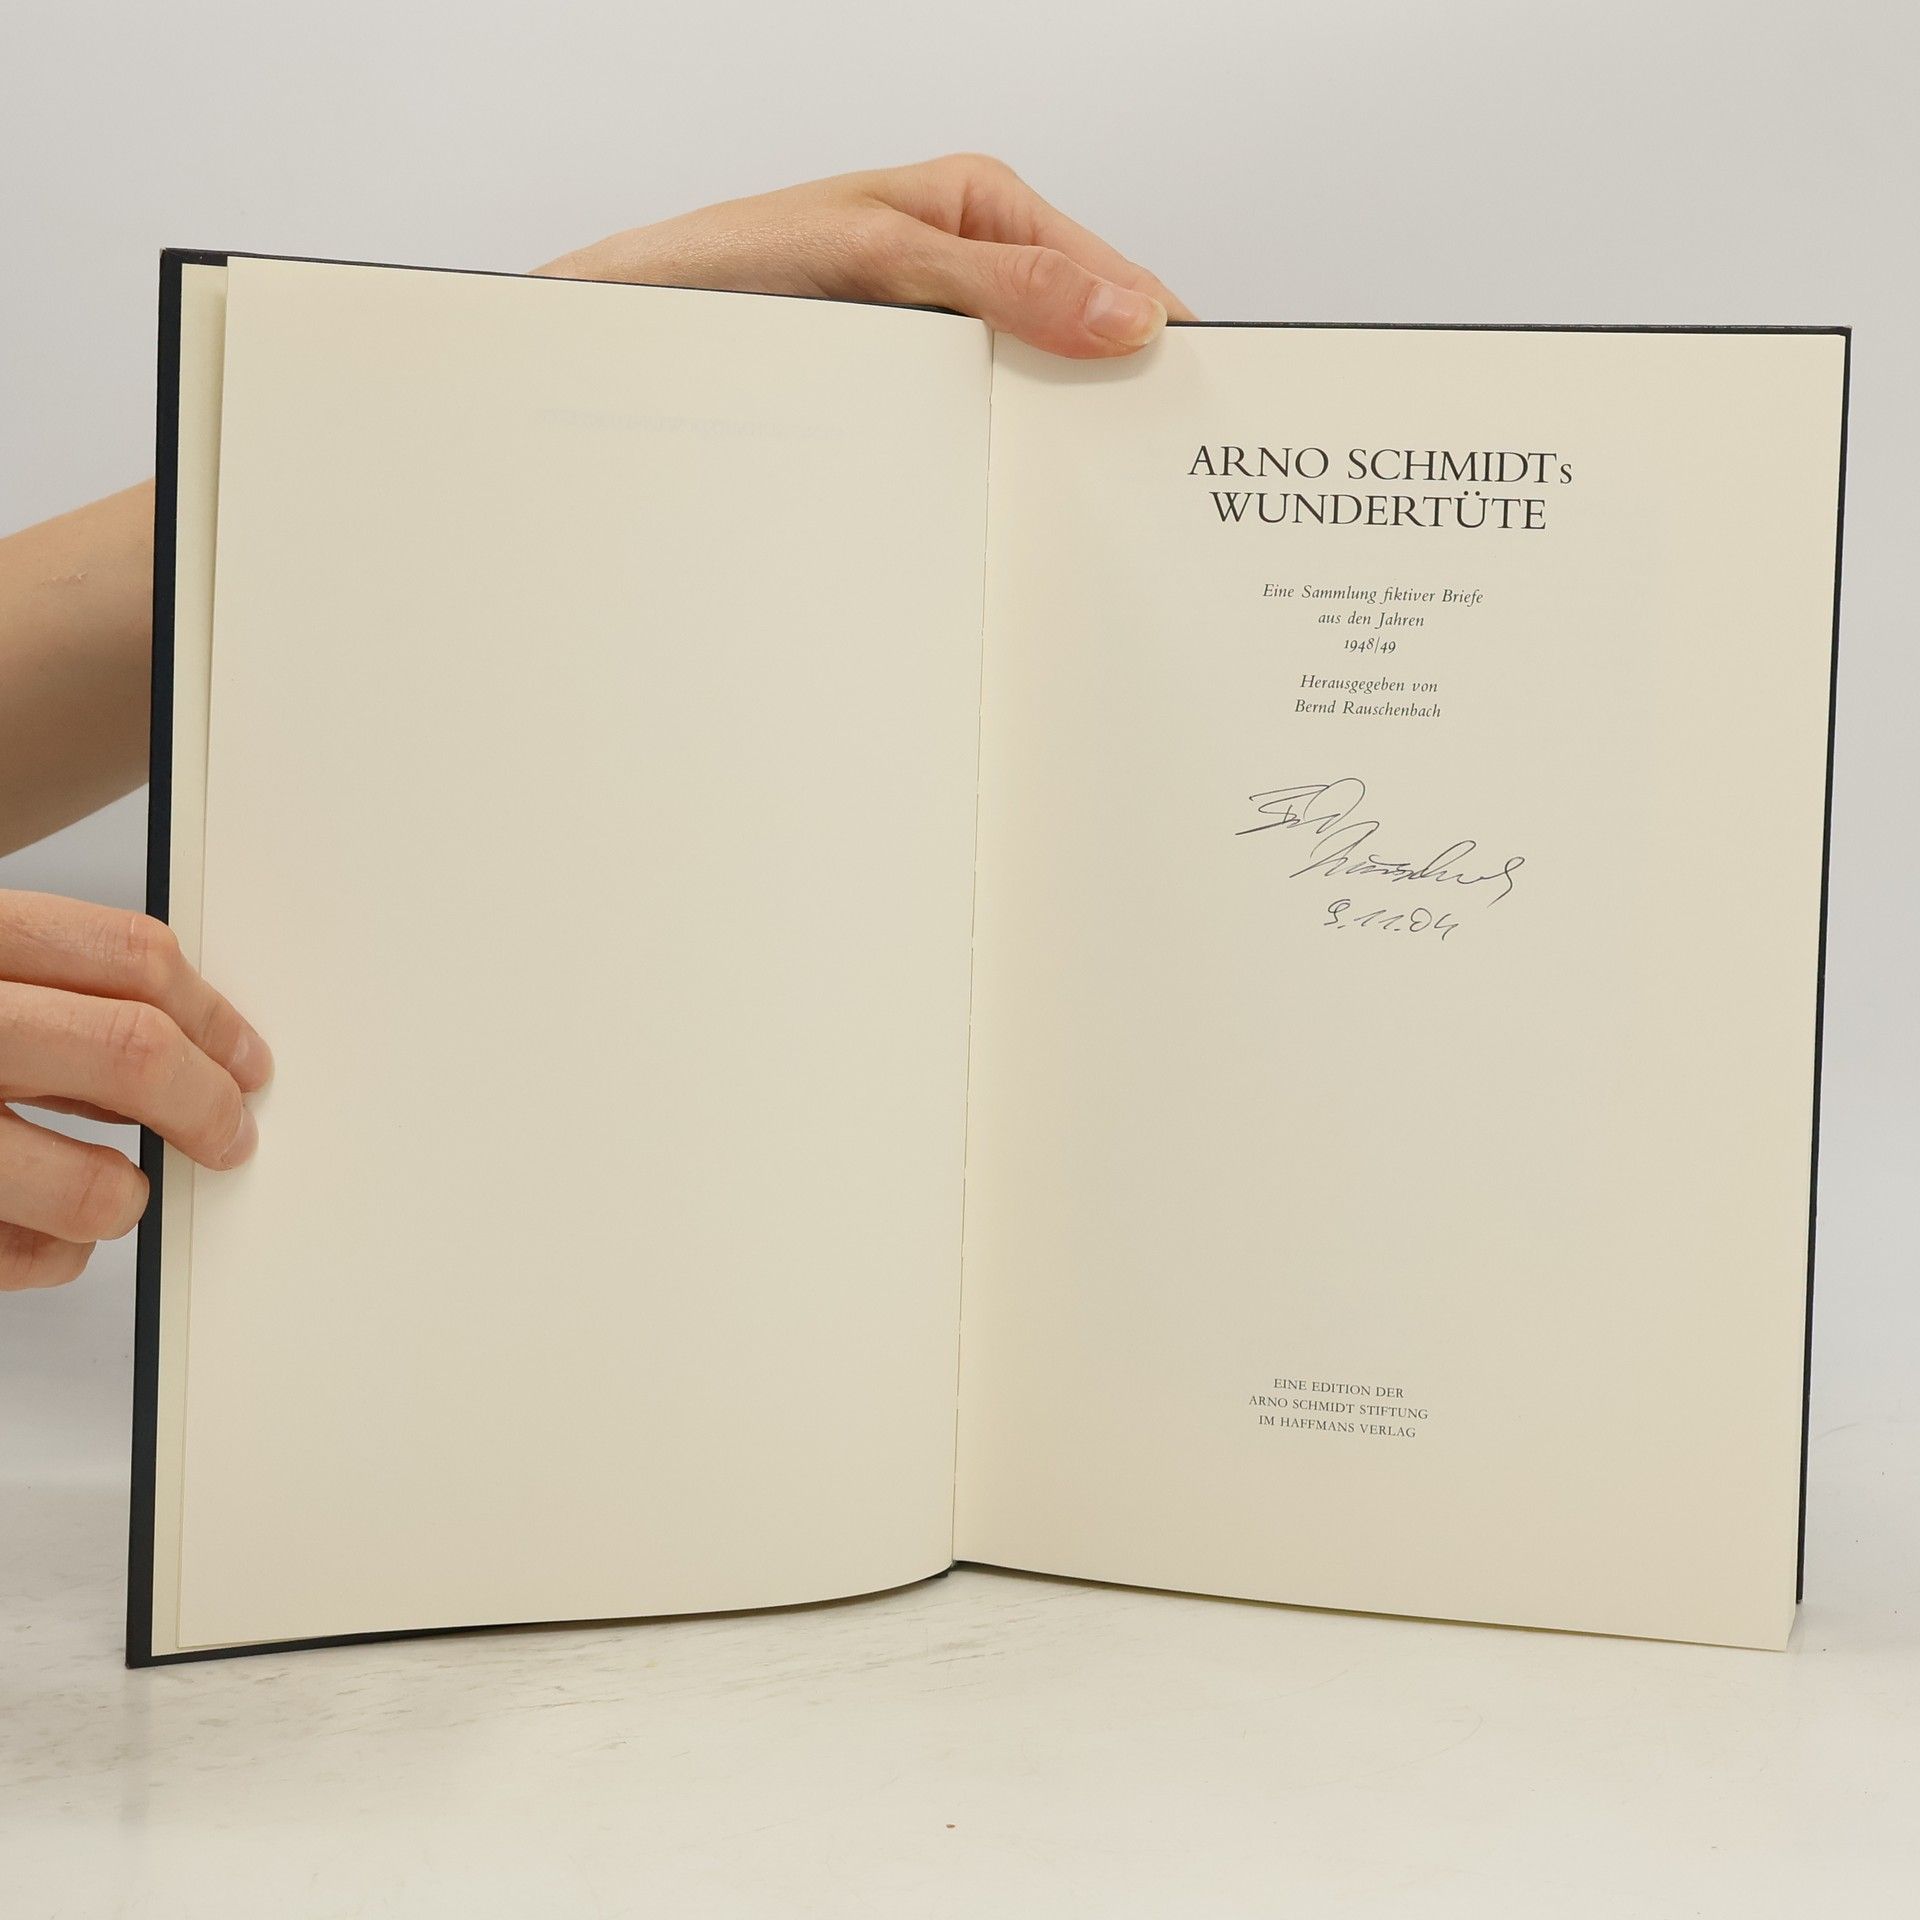 ARNO SCHMIDTs
WUNDERTÜTE
Eine Sammlung fiktiver Briefe
aus den Jahren
1948/49
Herausgegeben von
Bernd Rauschenbach
9.11.04
EINE EDITION DER
ARNO SCHMIDT STIFTUNG
IM HAFFMANS VERLAG